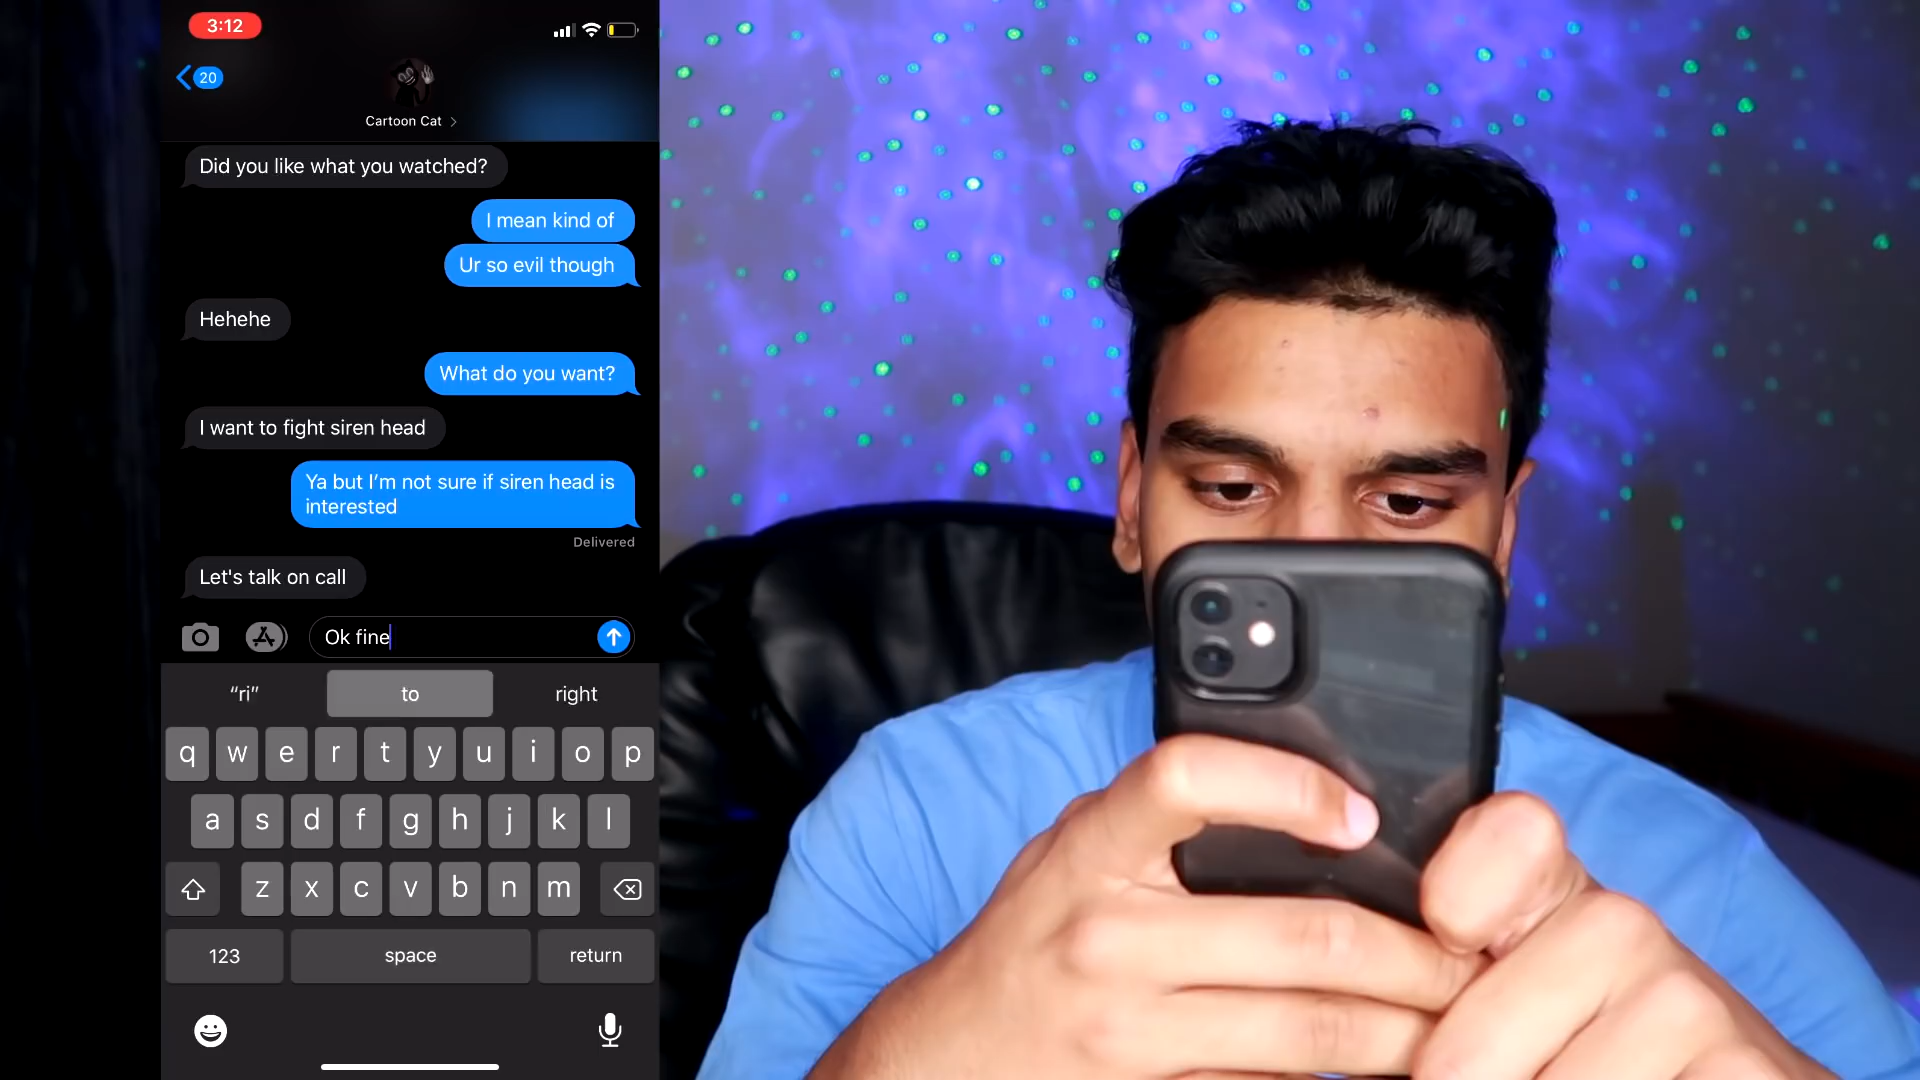 3:12
20
Cartoon Cat
Did you like what you watched?
I mean kind of
Ur so evil though
Hehehe
What do you want?
I want to fight siren head
Ya but I’m not sure if siren head is
interested
Delivered
Let's talk on call
Ok fine
“ri” to right
q w e r t y u i o p
a s d f g h j k l
z x c v b n m
123 space return